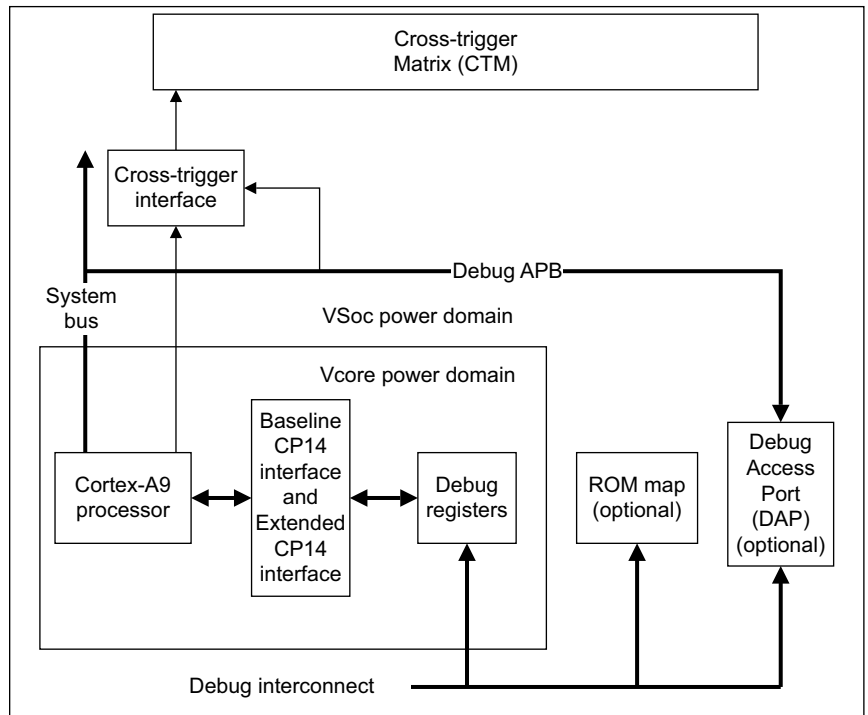 Cross-trigger
Matrix (CTM)
Cross-trigger
interface
Debug APB
System
bus
VSoc power domain
Vcore power domain
Baseline
CP14
interface
and
Extended
CP14
interface
Cortex-A9
processor
Debug
registers
ROM map
(optional)
Debug
Access
Port
(DAP)
(optional)
Debug interconnect